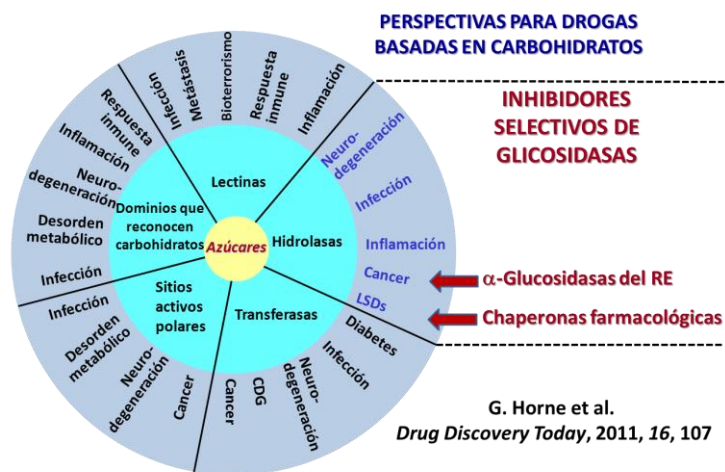 PERSPECTIVAS PARA DROGAS
BASADAS EN CARBOHIDRATOS
INHIBIDORES
SELECTIVOS DE
GLICOSIDASAS
Azúcares
Lectinas
Infección
Metástasis
Bioterrorismo
Respuesta
inmune
Inflamación
Hidrolasas
Neuro-
degeneración
Infección
Inflamación
Cancer
LSDs
α-Glucosidasas del RE
Chaperonas farmacológicas
Transferasas
Diabetes
Infección
Neuro-
degeneración
CDG
Cancer
Sitios
activos
polares
Cancer
Neuro-
degeneración
Desorden
metabólico
Infección
Dominios que
reconocen
carbohidratos
Infección
Desorden
metabólico
Neuro-
degeneración
Inflamación
Respuesta
inmune
G. Horne et al.
Drug Discovery Today, 2011, 16, 107